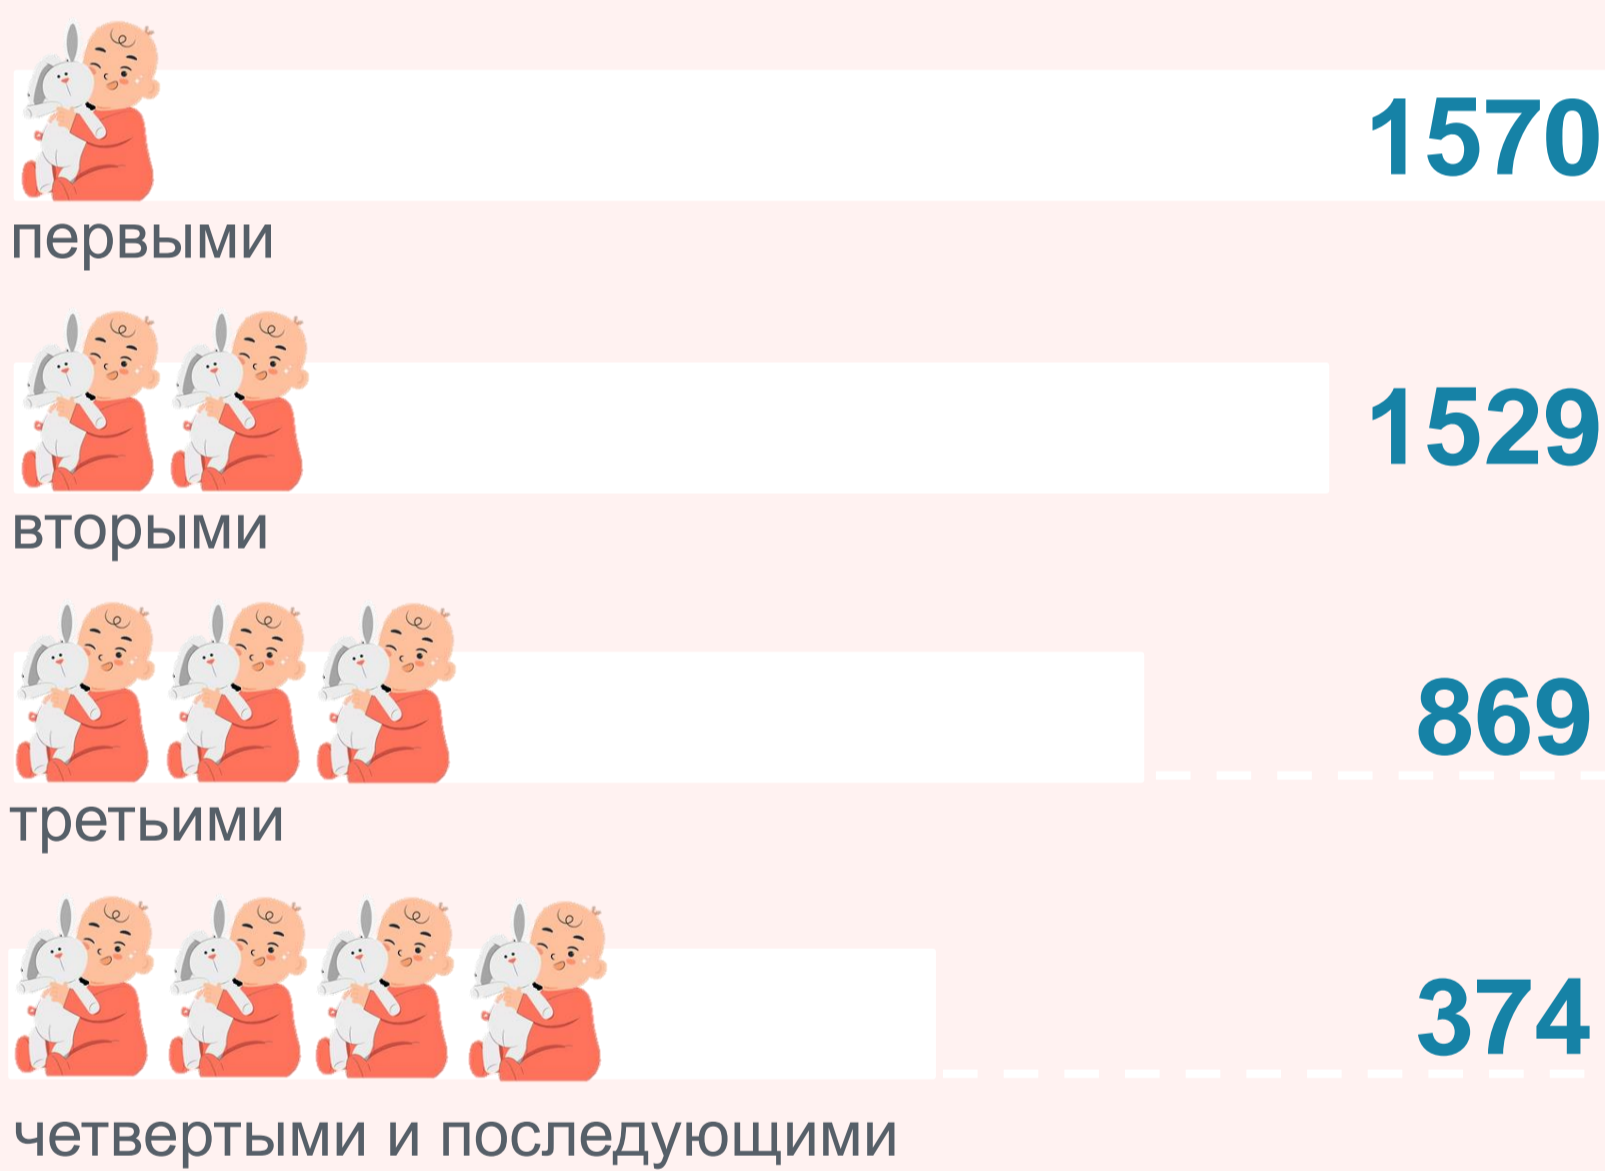 1570
первыми
1529
вторыми
869
третьими
374
четвертыми и последующими